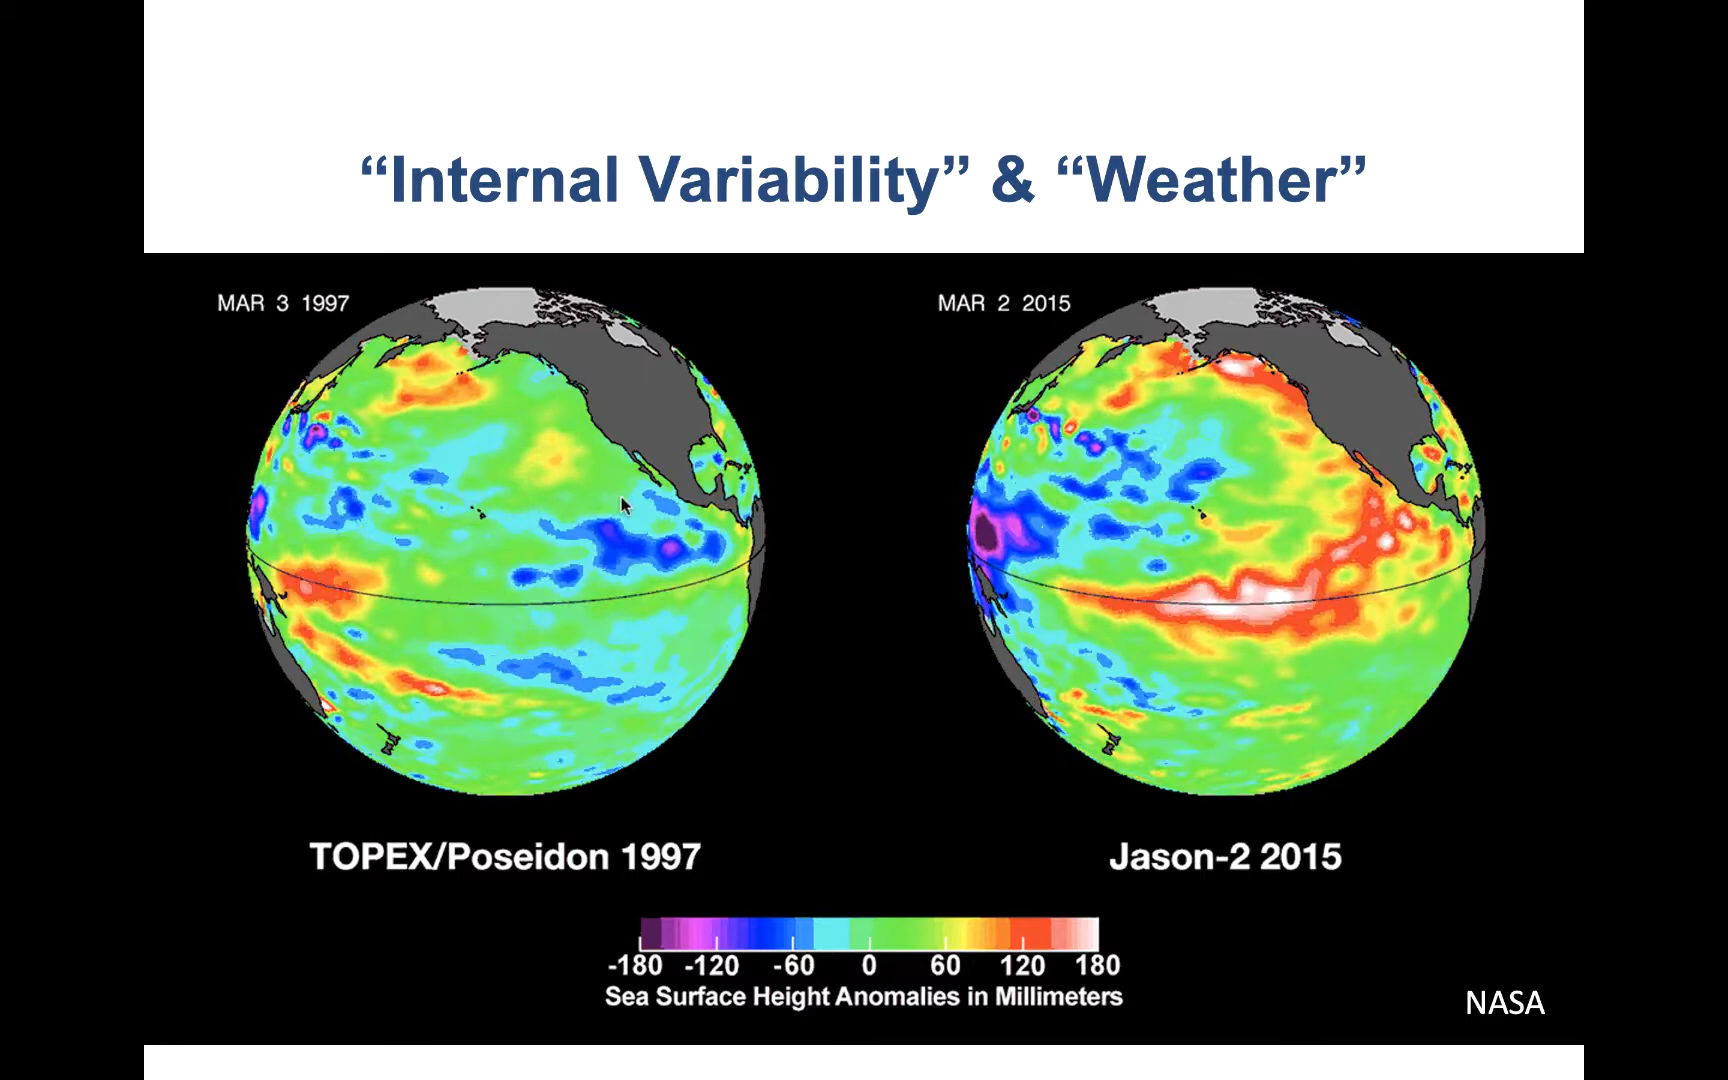 “Internal Variability” & “Weather”
MAR 3 1997
MAR 2 2015
TOPEX/Poseidon 1997
Jason-2 2015
-180 -120 -60 0 60 120 180
Sea Surface Height Anomalies in Millimeters
NASA